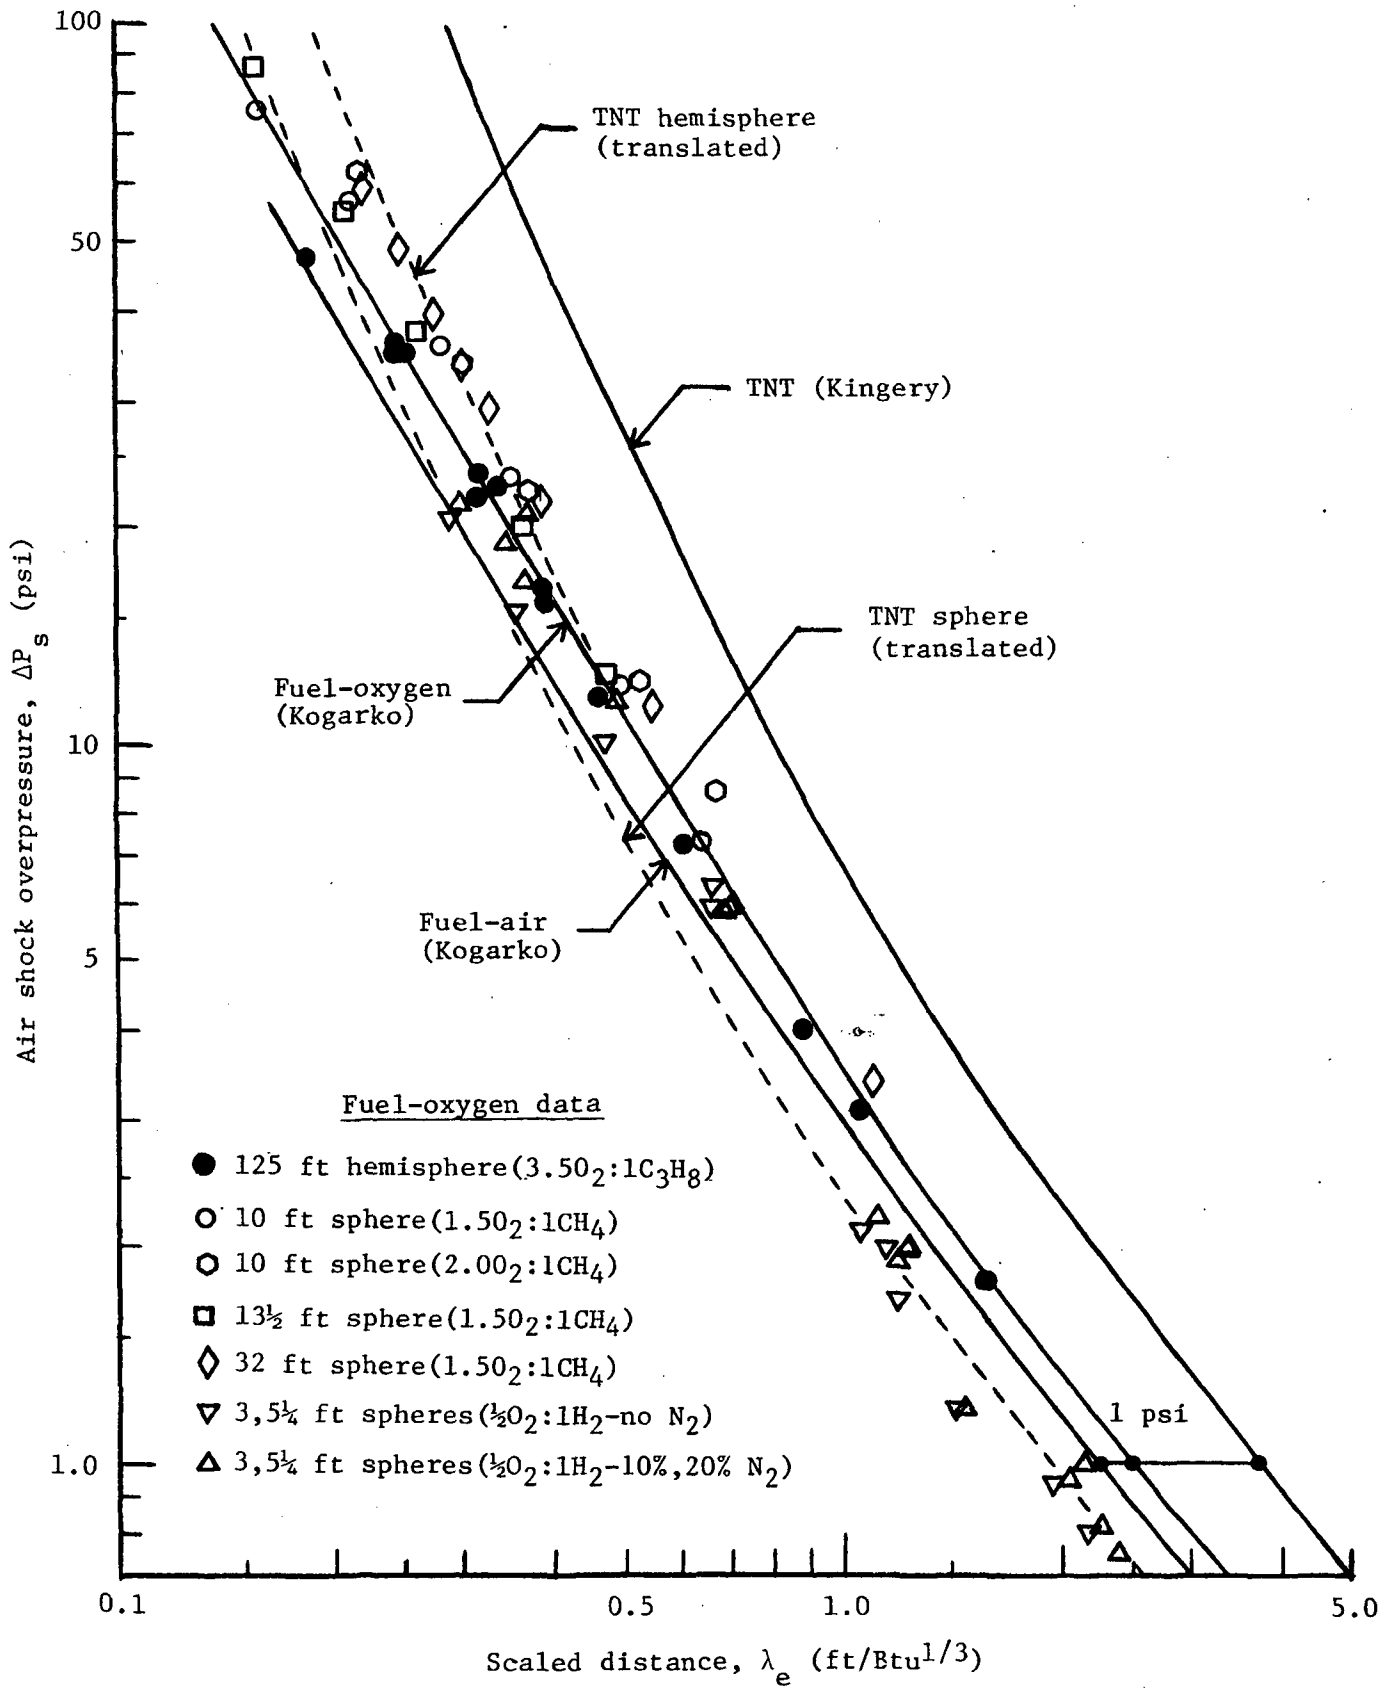 100
50
10
5
1.0
Air shock overpressure, ΔPₛ (psi)
TNT hemisphere
(translated)
TNT (Kingery)
TNT sphere
(translated)
Fuel-oxygen
(Kogarko)
Fuel-air
(Kogarko)
1 psi
Fuel-oxygen data
125 ft hemisphere(3.5O₂:1C₃H₈)
10 ft sphere(1.5O₂:1CH₄)
10 ft sphere(2.0O₂:1CH₄)
13½ ft sphere(1.5O₂:1CH₄)
32 ft sphere(1.5O₂:1CH₄)
3,5¼ ft spheres(½O₂:1H₂-no N₂)
3,5¼ ft spheres(½O₂:1H₂-10%,20% N₂)
0.1 0.5 1.0 5.0
Scaled distance, λₑ (ft/Btu¹/³)